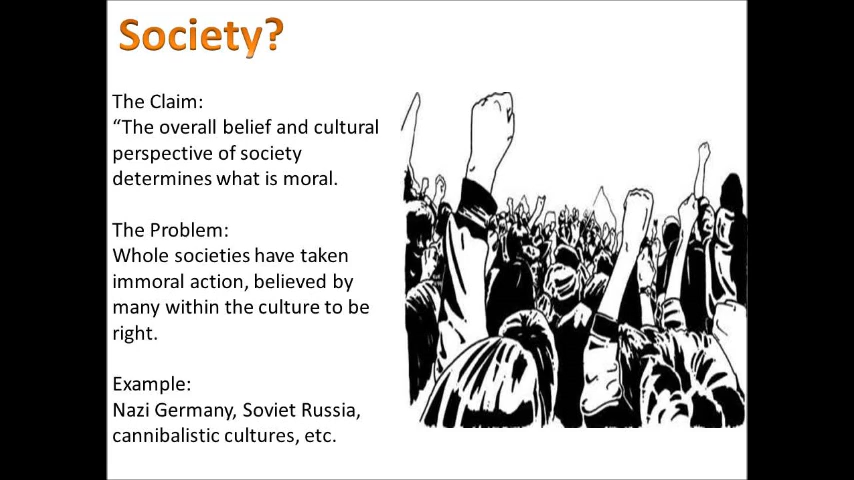 Society?
The Claim:
“The overall belief and cultural
perspective of society
determines what is moral.
The Problem:
Whole societies have taken
immoral action, believed by
many within the culture to be
right.
Example:
Nazi Germany, Soviet Russia,
cannibalistic cultures, etc.